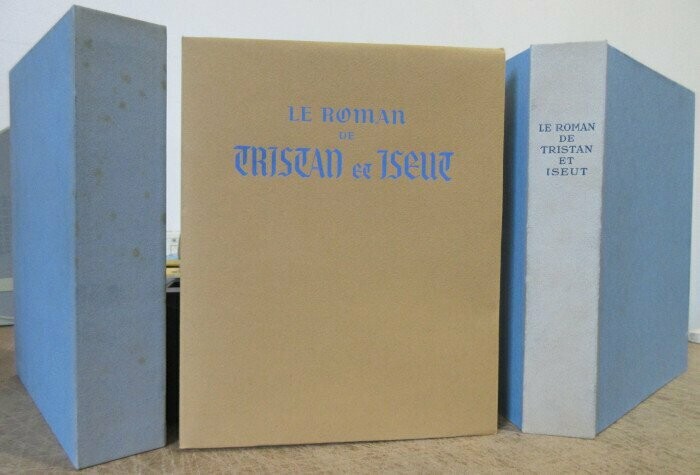 LE ROMAN
DE
TRISTAN et ISEUT
LE ROMAN
DE
TRISTAN
ET
ISEUT